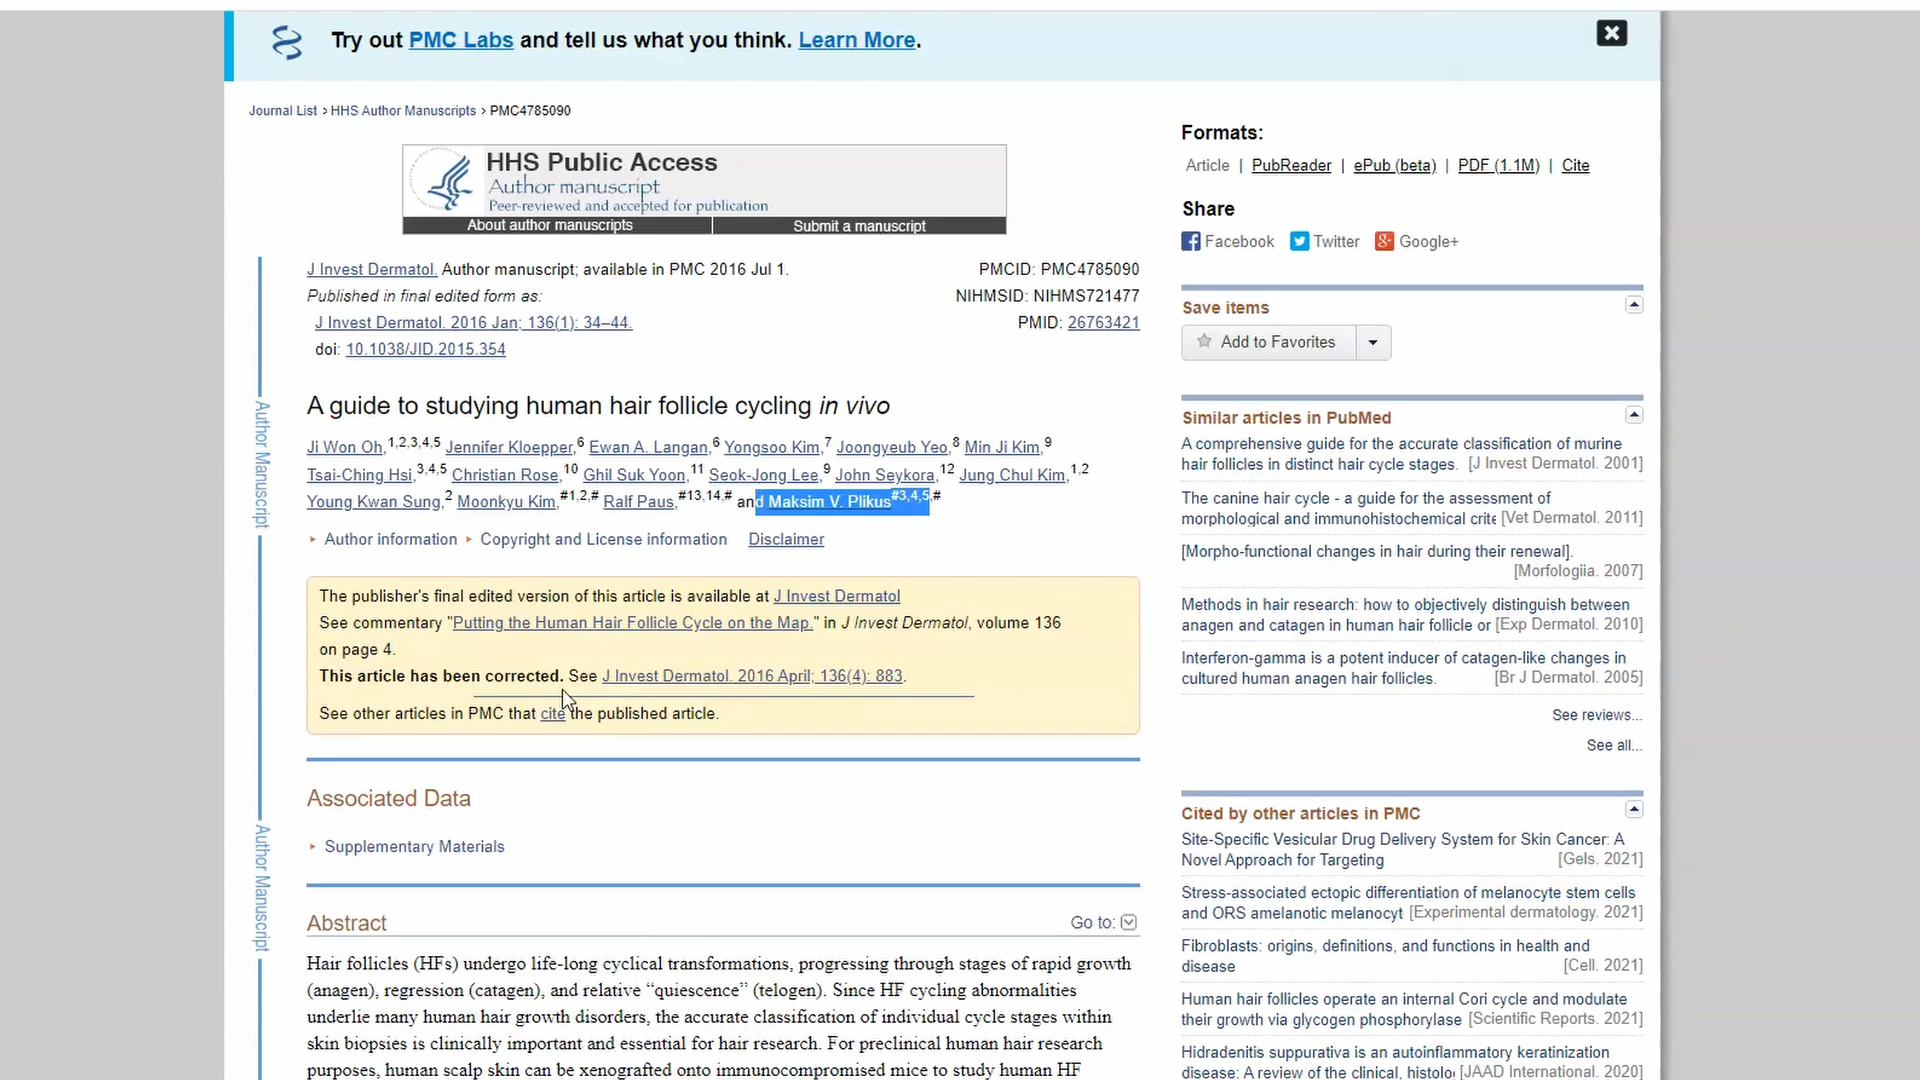 Try out PMC Labs and tell us what you think. Learn More.
Journal List > HHS Author Manuscripts > PMC4785090
HHS Public Access
Author manuscript
Peer-reviewed and accepted for publication
About author manuscripts
Submit a manuscript
J Invest Dermatol. Author manuscript; available in PMC 2016 Jul 1.
Published in final edited form as:
J Invest Dermatol. 2016 Jan; 136(1): 34–44.
doi: 10.1038/JID.2015.354
PMCID: PMC4785090
NIHMSID: NIHMS721477
PMID: 26763421
A guide to studying human hair follicle cycling in vivo
Ji Won Oh,1,2,3,4,5 Jennifer Kloepper,6 Ewan A. Langan,6 Yongsoo Kim,7 Joongyeub Yeo,8 Min Ji Kim,9
Tsai-Ching Hsi,3,4,5 Christian Rose,10 Ghil Suk Yoon,11 Seok-Jong Lee,9 John Seykora,12 Jung Chul Kim,1,2
Young Kwan Sung,2 Moonkyu Kim,#1,2,# Ralf Paus,#13,14,# and Maksim V. Plikus#3,4,5,#
Author information
Copyright and License information
Disclaimer
The publisher's final edited version of this article is available at J Invest Dermatol
See commentary "Putting the Human Hair Follicle Cycle on the Map." in J Invest Dermatol, volume 136
on page 4.
This article has been corrected. See J Invest Dermatol. 2016 April; 136(4): 883.
See other articles in PMC that cite the published article.
Associated Data
Supplementary Materials
Abstract
Go to:
Hair follicles (HFs) undergo life-long cyclical transformations, progressing through stages of rapid growth
(anagen), regression (catagen), and relative “quiescence” (telogen). Since HF cycling abnormalities
underlie many human hair growth disorders, the accurate classification of individual cycle stages within
skin biopsies is clinically important and essential for hair research. For preclinical human hair research
purposes, human scalp skin can be xenografted onto immunocompromised mice to study human HF
Author Manuscript
Author Manuscript
Formats:
Article | PubReader | ePub (beta) | PDF (1.1M) | Cite
Share
Facebook Twitter Google+
Save items
Add to Favorites
Similar articles in PubMed
A comprehensive guide for the accurate classification of murine
hair follicles in distinct hair cycle stages. [J Invest Dermatol. 2001]
The canine hair cycle - a guide for the assessment of
morphological and immunohistochemical crite [Vet Dermatol. 2011]
[Morpho-functional changes in hair during their renewal].
[Morfologiia. 2007]
Methods in hair research: how to objectively distinguish between
anagen and catagen in human hair follicle or [Exp Dermatol. 2010]
Interferon-gamma is a potent inducer of catagen-like changes in
cultured human anagen hair follicles. [Br J Dermatol. 2005]
See reviews...
See all...
Cited by other articles in PMC
Site-Specific Vesicular Drug Delivery System for Skin Cancer: A
Novel Approach for Targeting [Gels. 2021]
Stress-associated ectopic differentiation of melanocyte stem cells
and ORS amelanotic melanocyt [Experimental dermatology. 2021]
Fibroblasts: origins, definitions, and functions in health and
disease [Cell. 2021]
Human hair follicles operate an internal Cori cycle and modulate
their growth via glycogen phosphorylase [Scientific Reports. 2021]
Hidradenitis suppurativa is an autoinflammatory keratinization
disease: A review of the clinical, histolo [JAAD International. 2020]